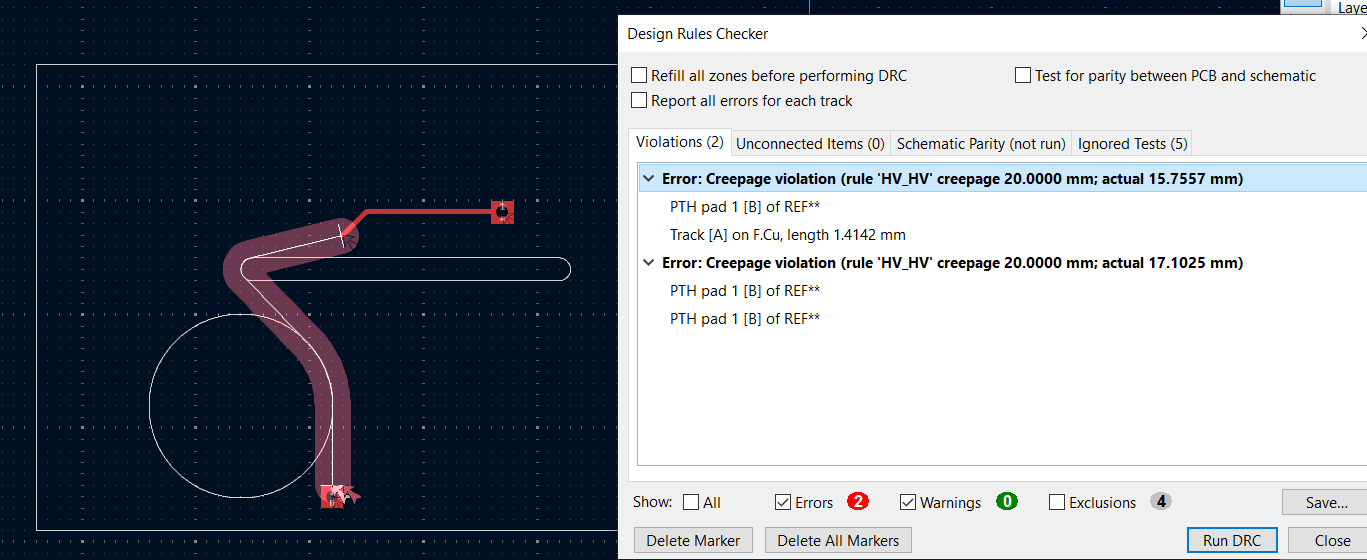 Laye
Design Rules Checker
Refill all zones before performing DRC
Test for parity between PCB and schematic
Report all errors for each track
Violations (2)
Unconnected Items (0)
Schematic Parity (not run)
Ignored Tests (5)
Error: Creepage violation (rule 'HV_HV' creepage 20.0000 mm; actual 15.7557 mm)
PTH pad 1 [B] of REF**
Track [A] on F.Cu, length 1.4142 mm
Error: Creepage violation (rule 'HV_HV' creepage 20.0000 mm; actual 17.1025 mm)
PTH pad 1 [B] of REF**
PTH pad 1 [B] of REF**
Show:
All
Errors
2
Warnings
0
Exclusions
4
Save...
Delete Marker
Delete All Markers
Run DRC
Close